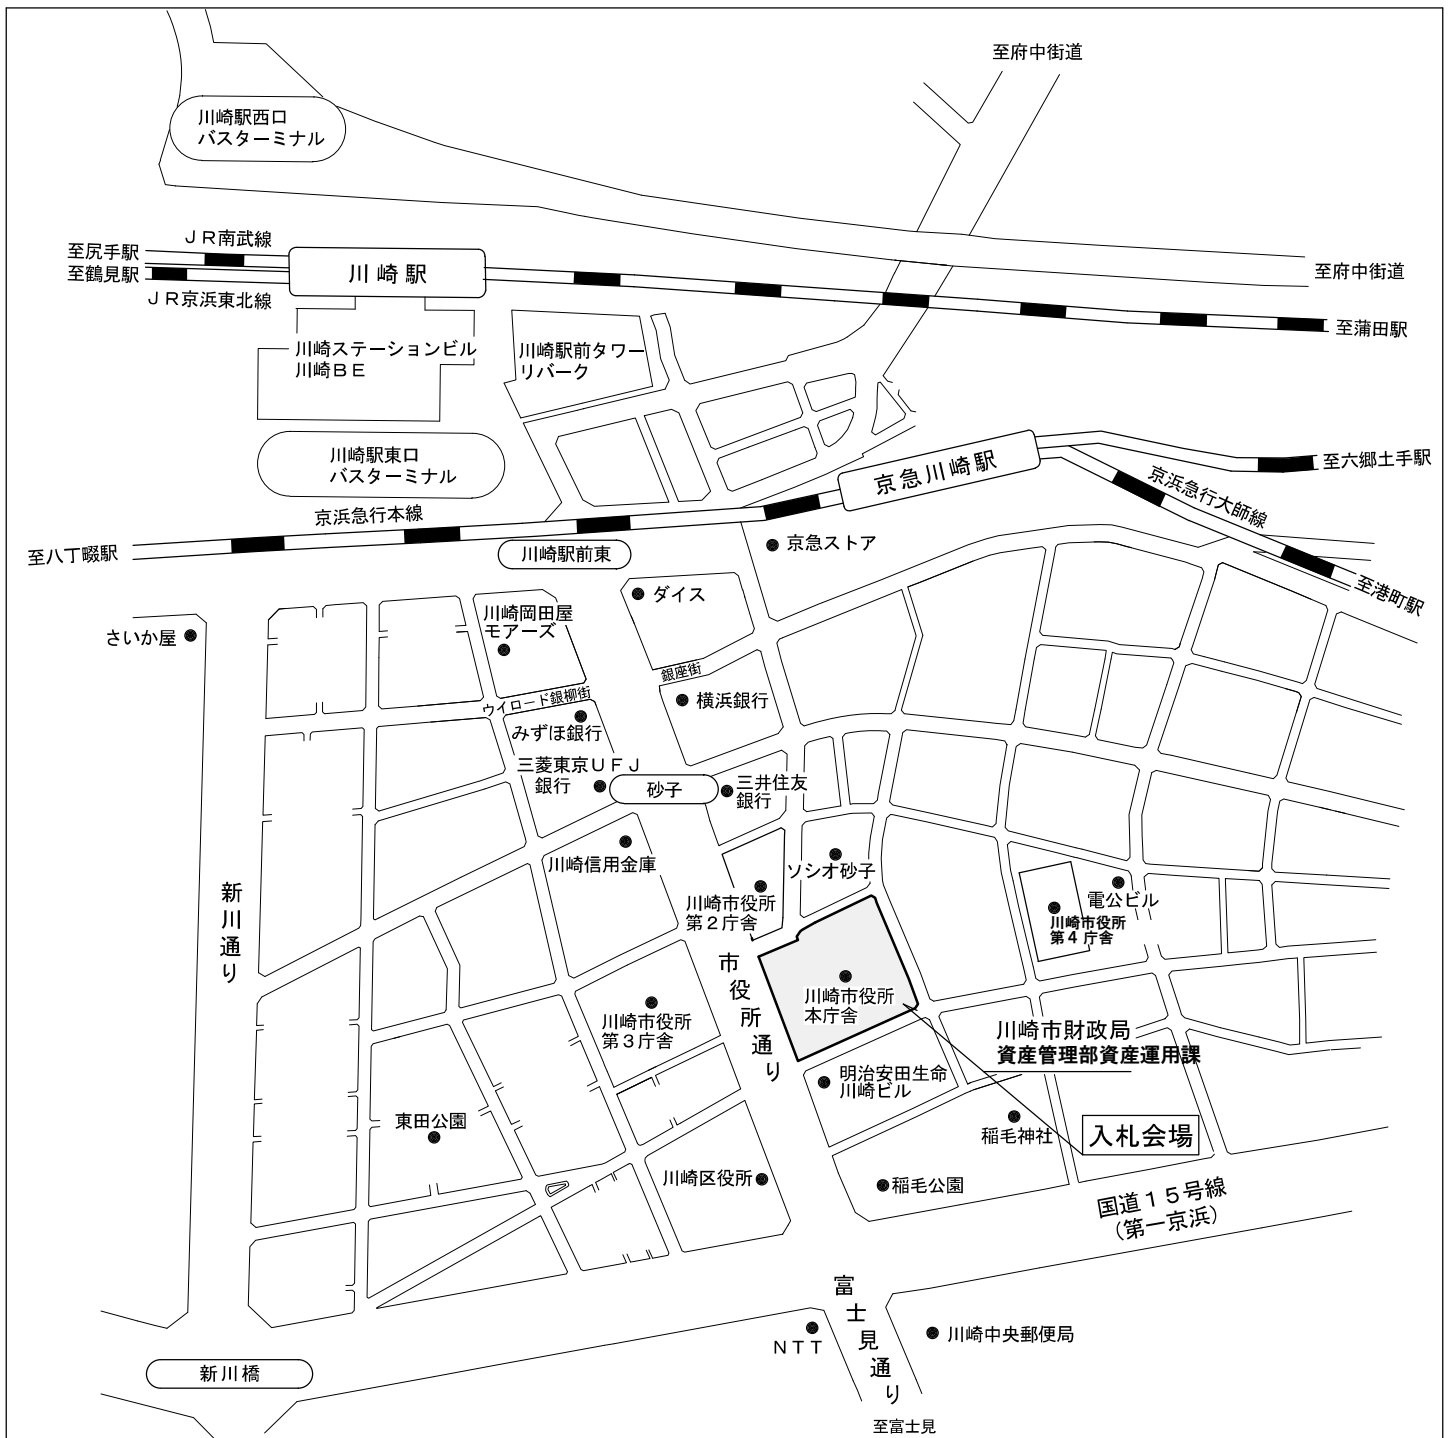 至府中街道
川崎駅西口
バスターミナル
ＪＲ南武線
至尻手駅
至鶴見駅
川崎駅
ＪＲ京浜東北線
至府中街道
至蒲田駅
川崎ステーションビル
川崎ＢＥ
川崎駅前タワー
リバーク
川崎駅東口
バスターミナル
京急川崎駅
至六郷土手駅
京浜急行大師線
京浜急行本線
至八丁畷駅
川崎駅前東
京急ストア
至港町駅
ダイス
さいか屋
川崎岡田屋
モアーズ
銀座街
ウイロード銀柳街
横浜銀行
みずほ銀行
三菱東京ＵＦＪ
銀行
砂子
三井住友
銀行
川崎信用金庫
ソシオ砂子
新川通り
川崎市役所
第２庁舎
電公ビル
川崎市役所
第４庁舎
市役所通り
川崎市役所
本庁舎
川崎市役所
第３庁舎
川崎市財政局
資産管理部資産運用課
明治安田生命
川崎ビル
東田公園
稲毛神社
入札会場
川崎区役所
稲毛公園
国道１５号線
（第一京浜）
富士見通り
ＮＴＴ
川崎中央郵便局
新川橋
至富士見